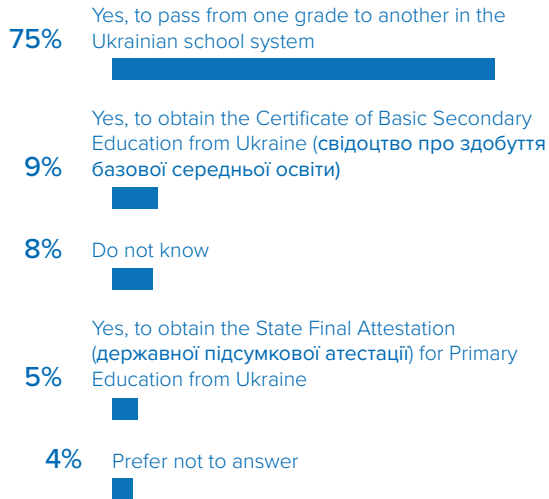 Yes, to pass from one grade to another in the
75% Ukrainian school system
Yes, to obtain the Certificate of Basic Secondary
Education from Ukraine (свідоцтво про здобуття
9% базової середньої освіти)
8% Do not know
Yes, to obtain the State Final Attestation
(державної підсумкової атестації) for Primary
5% Education from Ukraine
4% Prefer not to answer